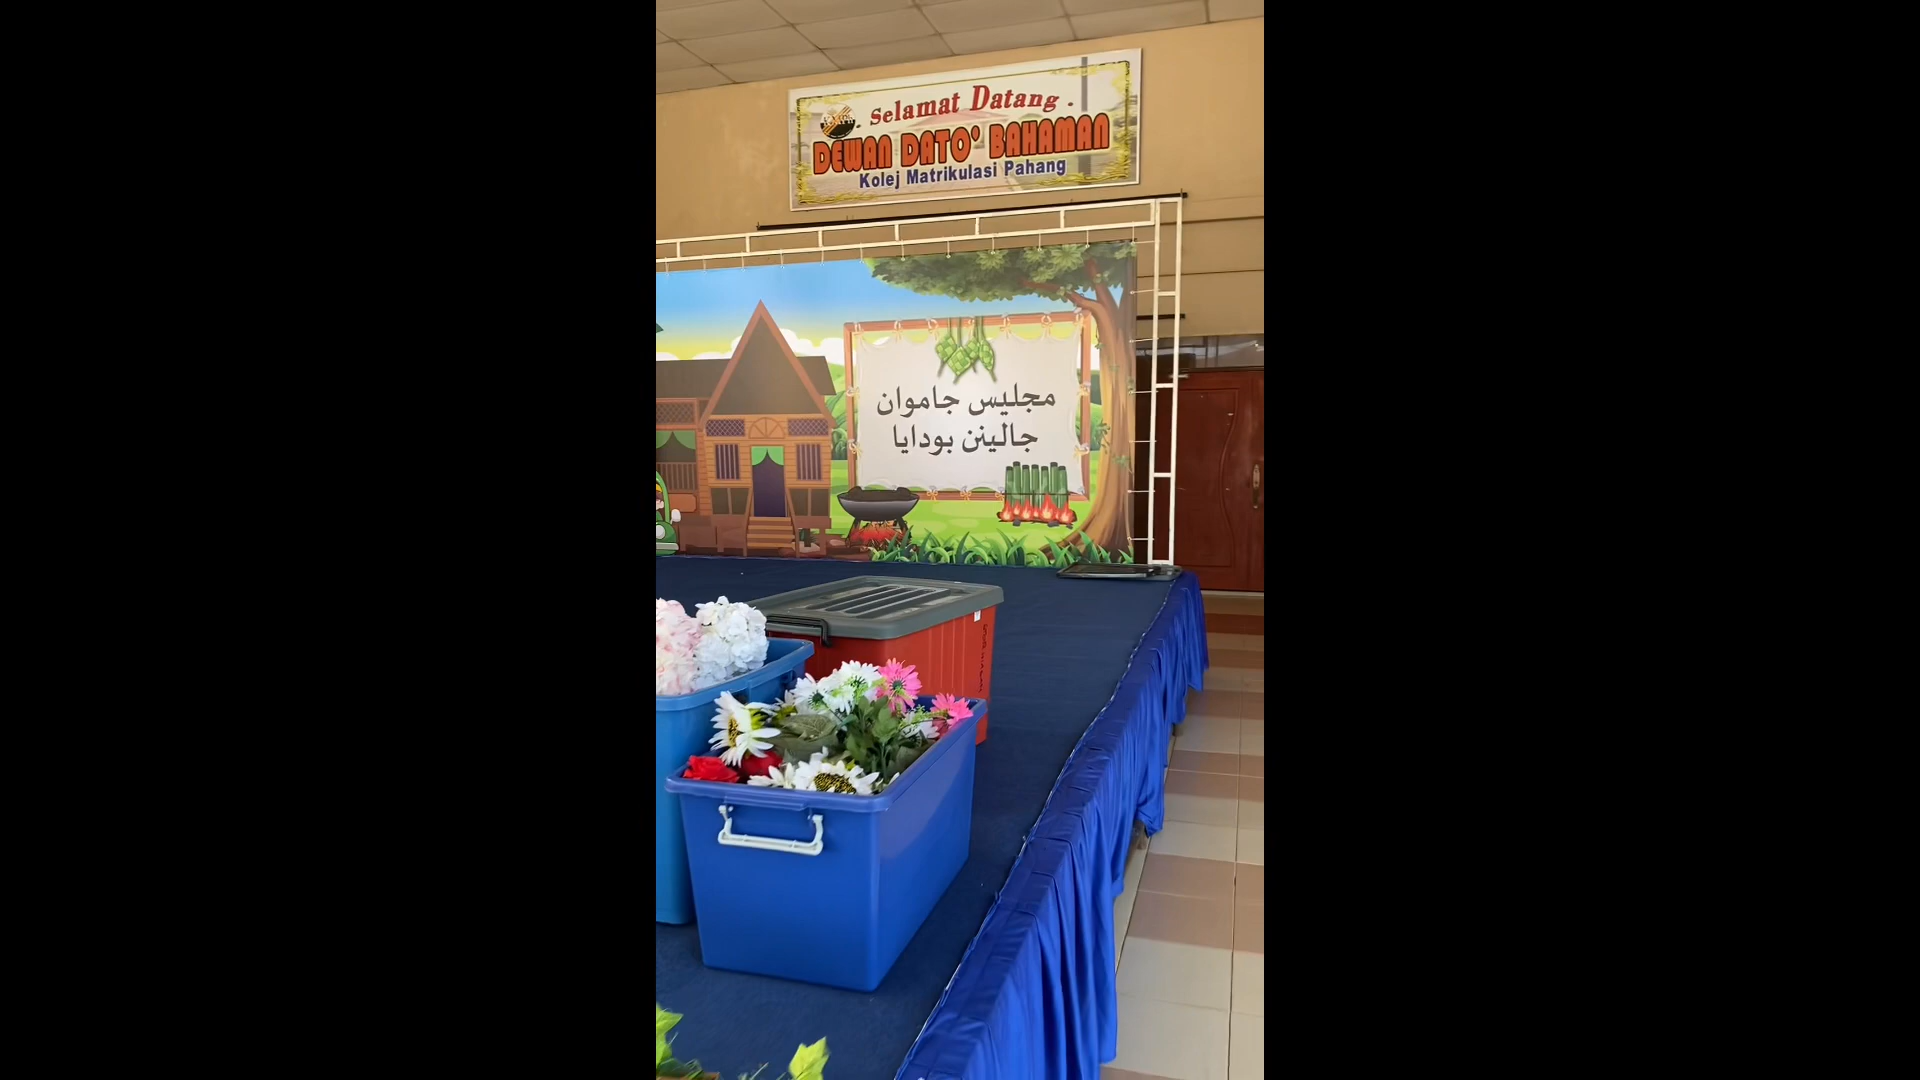 Selamat Datang
DEWAN DATO' BAHAMAN
Kolej Matrikulasi Pahang
مجليس جاموان
جالينن بودايا